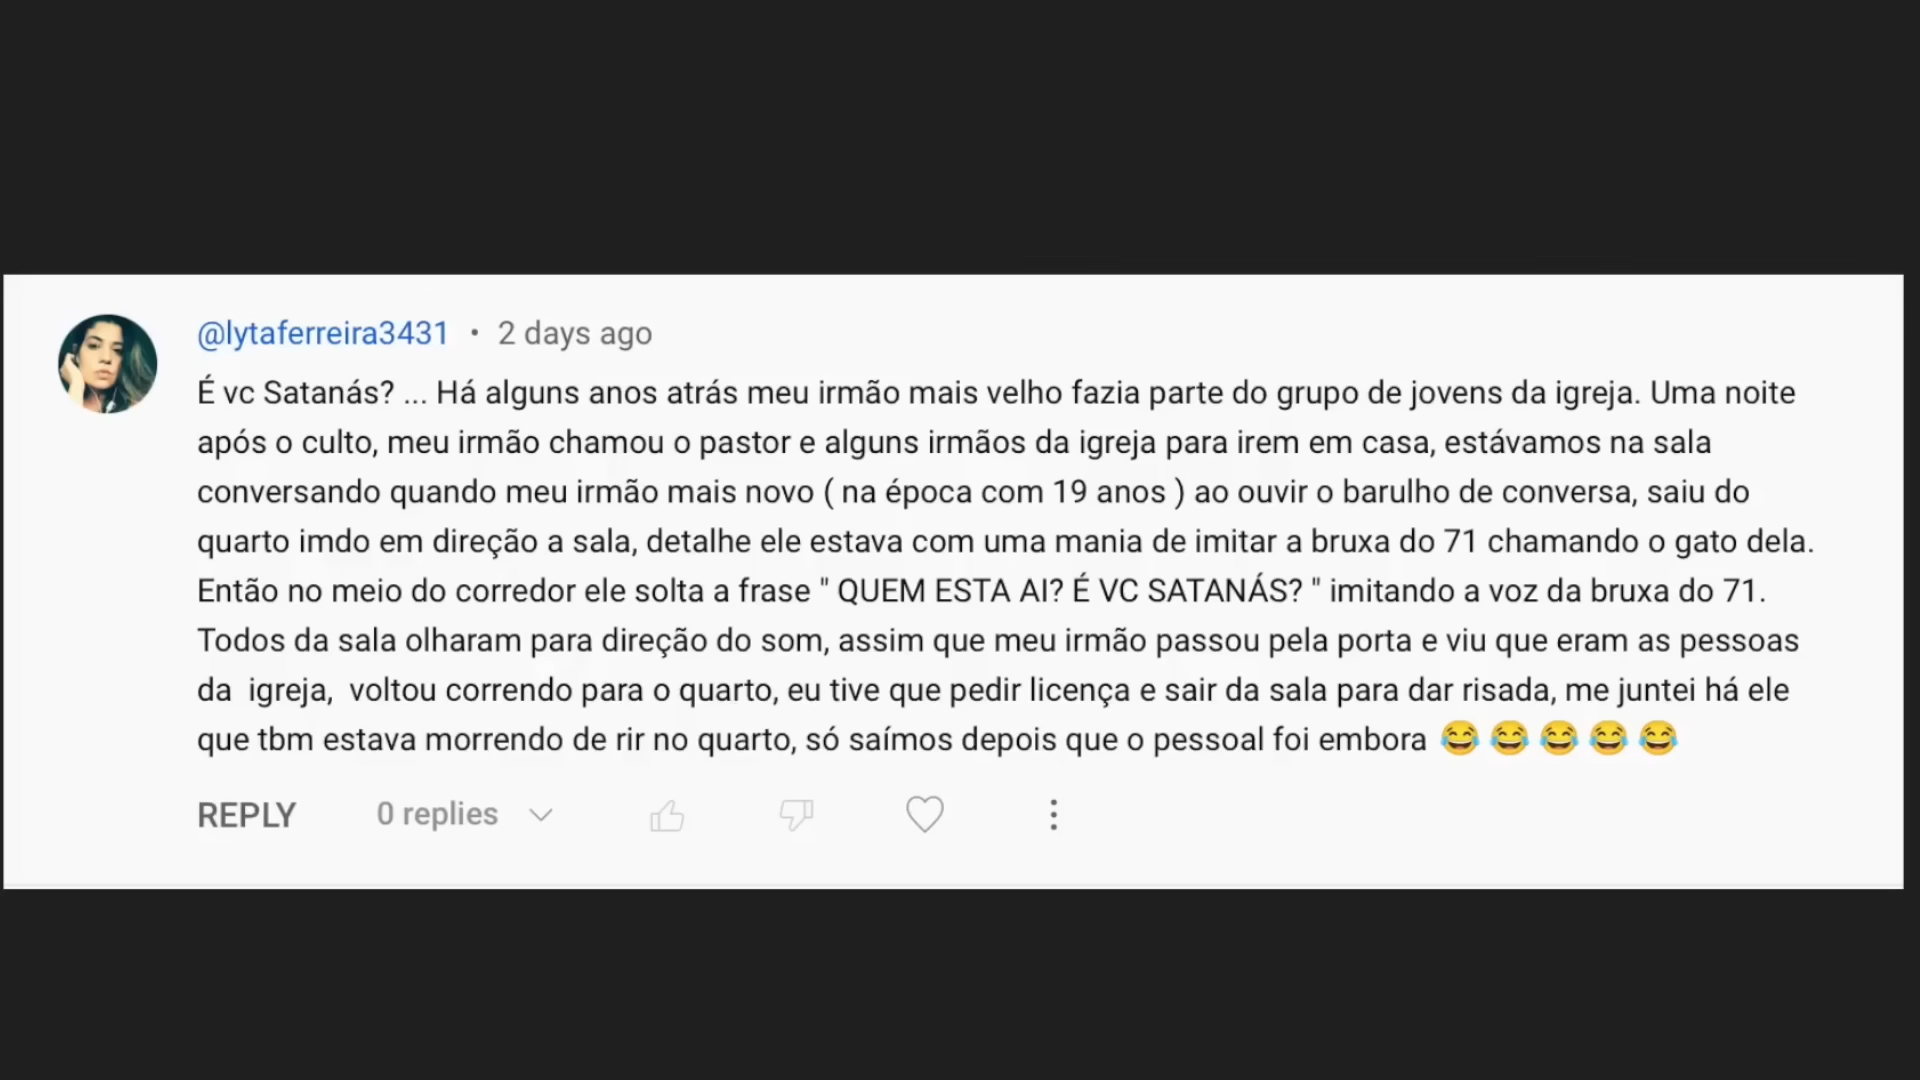 @lytaferreira3431 • 2 days ago
É vc Satanás? ... Há alguns anos atrás meu irmão mais velho fazia parte do grupo de jovens da igreja. Uma noite
após o culto, meu irmão chamou o pastor e alguns irmãos da igreja para irem em casa, estávamos na sala
conversando quando meu irmão mais novo ( na época com 19 anos ) ao ouvir o barulho de conversa, saiu do
quarto imdo em direção a sala, detalhe ele estava com uma mania de imitar a bruxa do 71 chamando o gato dela.
Então no meio do corredor ele solta a frase " QUEM ESTA AI? É VC SATANÁS? " imitando a voz da bruxa do 71.
Todos da sala olharam para direção do som, assim que meu irmão passou pela porta e viu que eram as pessoas
da  igreja,  voltou correndo para o quarto, eu tive que pedir licença e sair da sala para dar risada, me juntei há ele
que tbm estava morrendo de rir no quarto, só saímos depois que o pessoal foi embora 😂😂😂😂😂
REPLY 0 replies